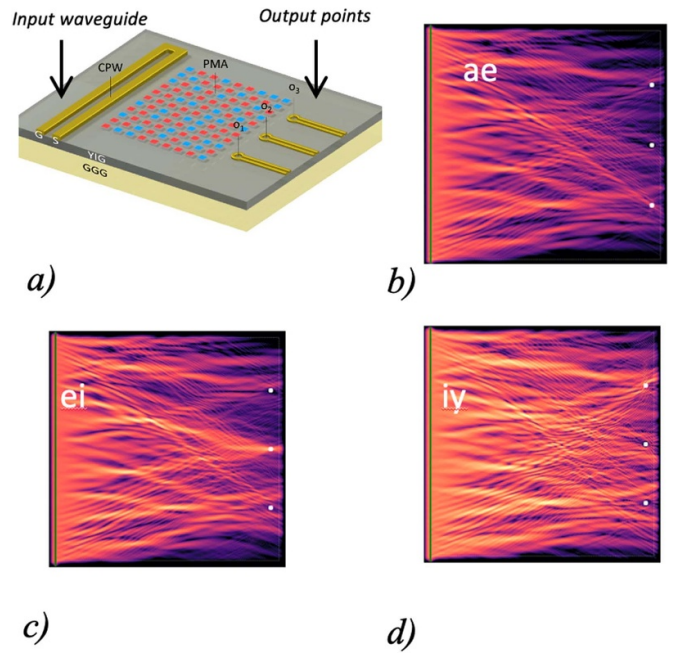 Input waveguide
Output points
CPW
PMA
O3
O2
O1
G
S
YIG
GGG
a)
ae
b)
ei
c)
iy
d)